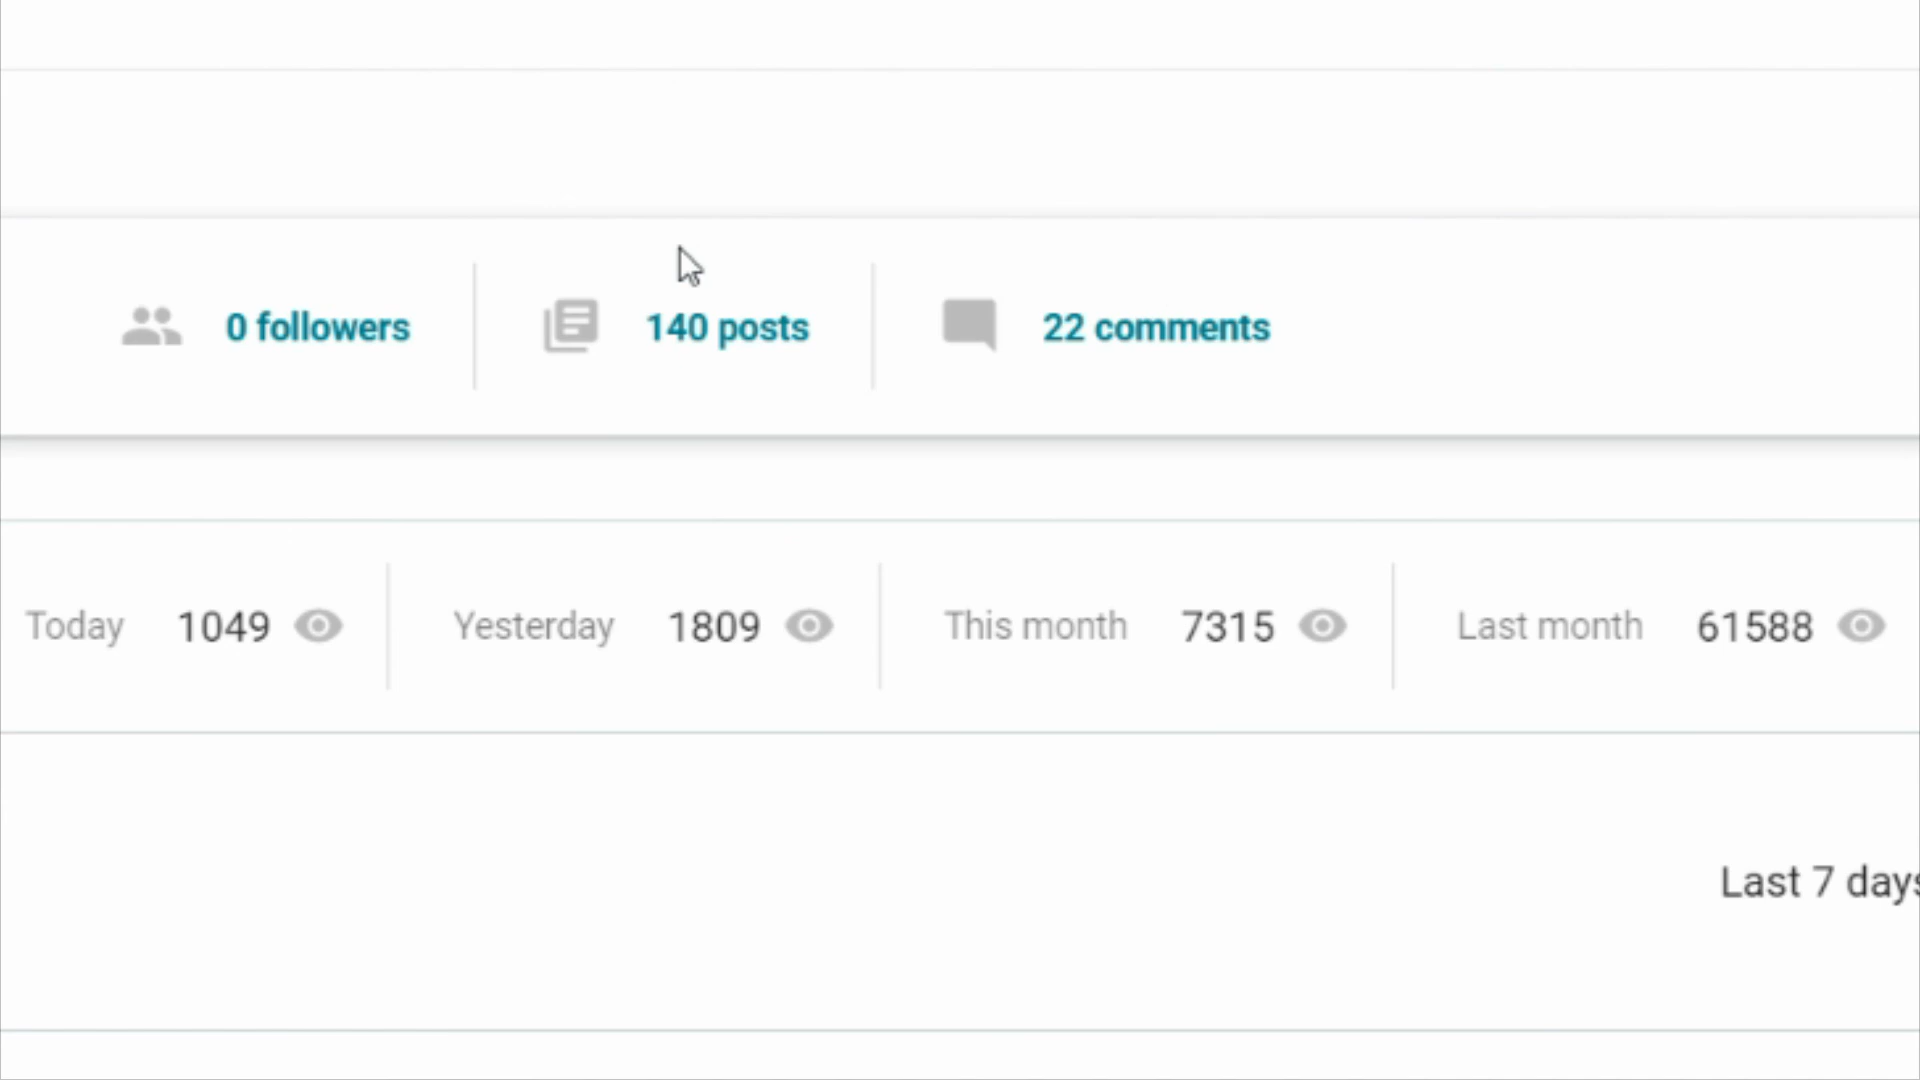 0 followers 140 posts 22 comments
Today 1049 Yesterday 1809 This month 7315 Last month 61588
Last 7 days